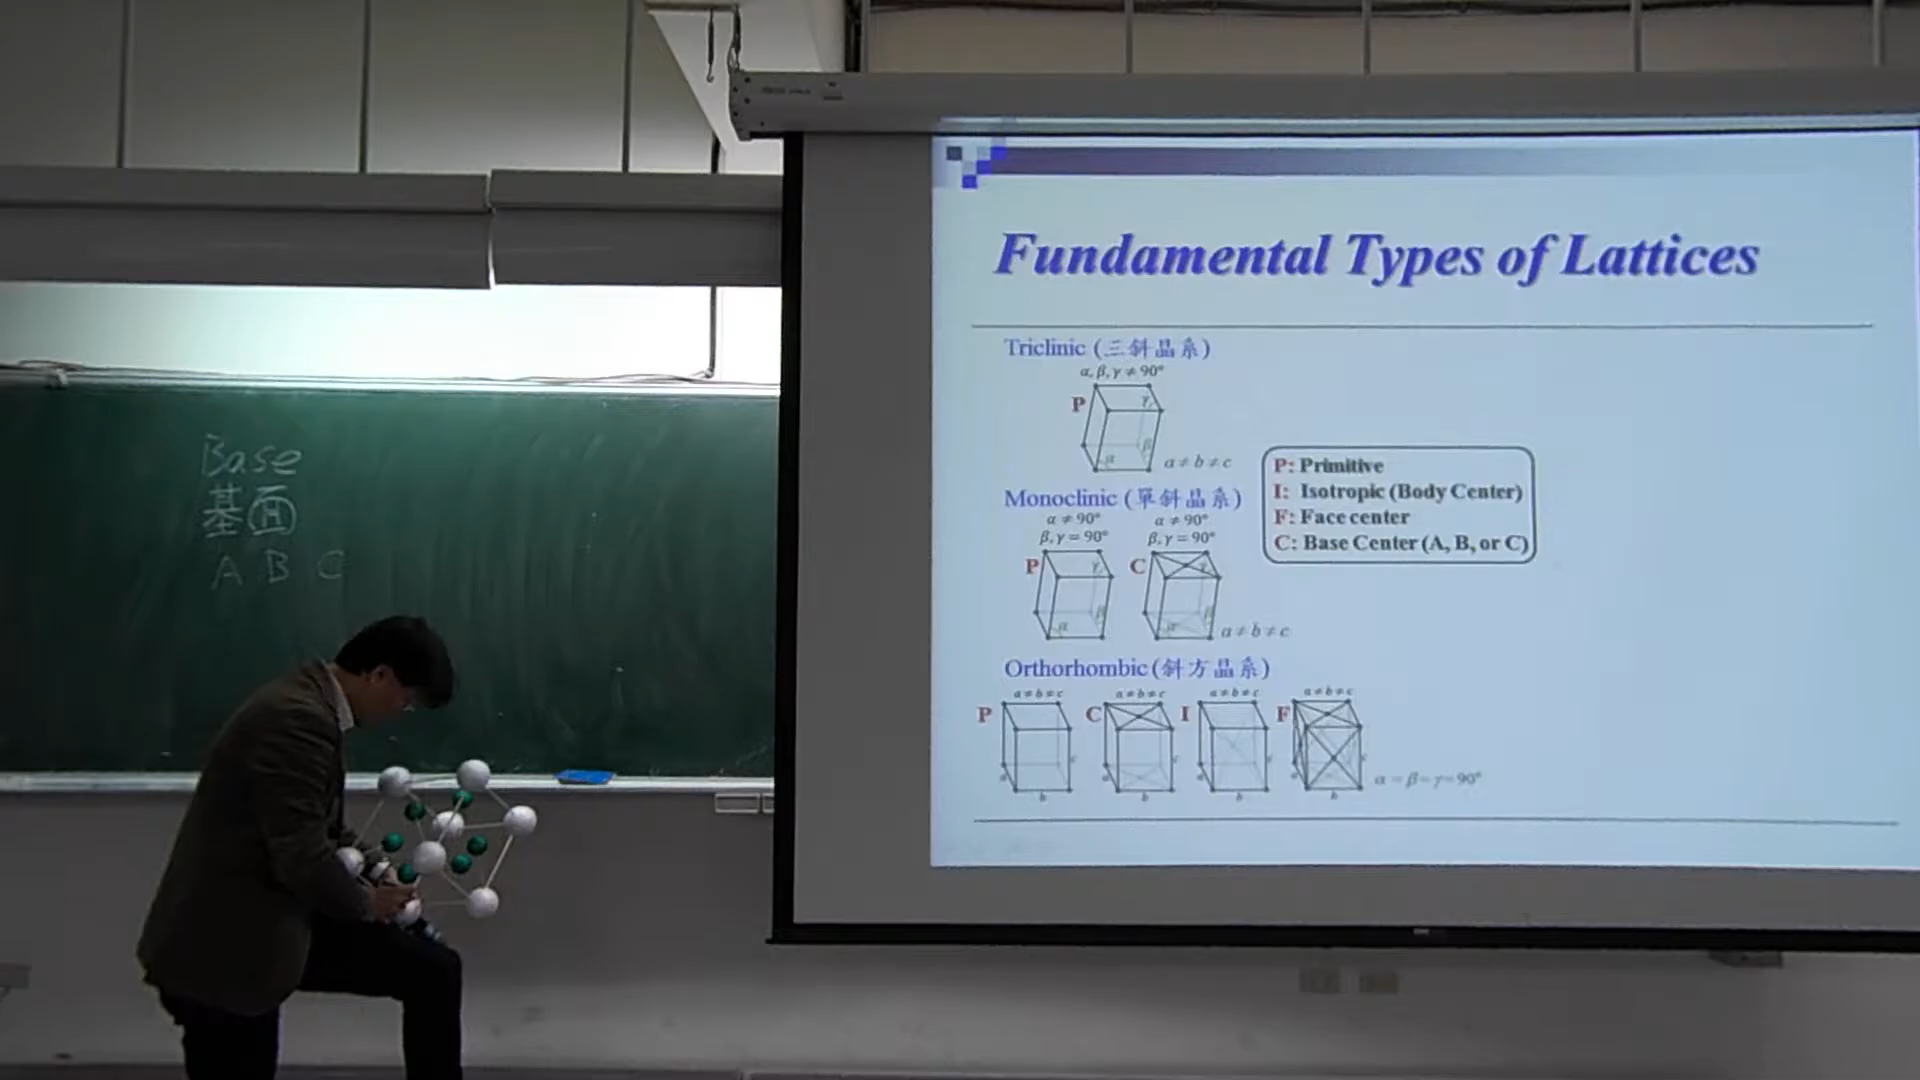 Base
基面
A B C
Fundamental Types of Lattices
Triclinic (三斜晶系)
α, β, γ ≠ 90°
P
γ
β
α
a ≠ b ≠ c
P: Primitive
I: Isotropic (Body Center)
F: Face center
C: Base Center (A, B, or C)
Monoclinic (單斜晶系)
α ≠ 90° α ≠ 90°
β, γ = 90° β, γ = 90°
P C
γ
β
α
a ≠ b ≠ c
Orthorhombic (斜方晶系)
a ≠ b ≠ c a ≠ b ≠ c a ≠ b ≠ c a ≠ b ≠ c
P C I F
b b b b
α = β = γ = 90°